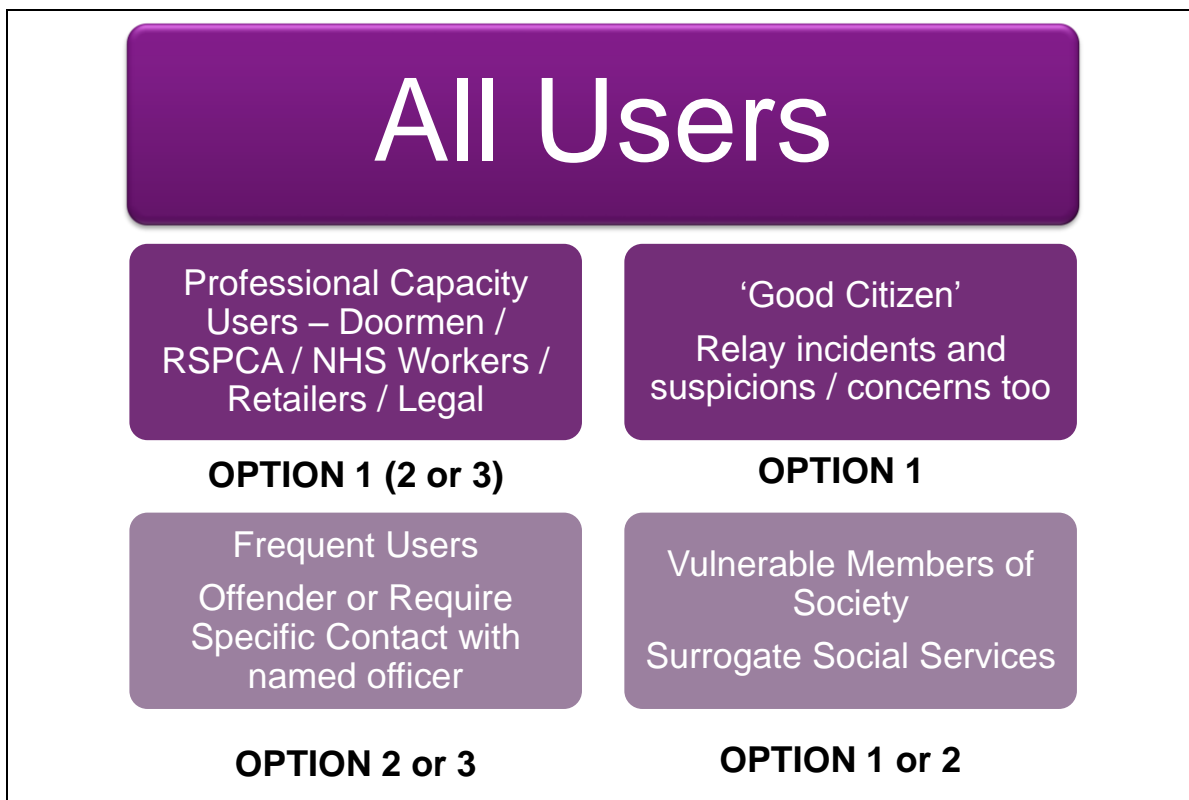 All Users
Professional Capacity
Users – Doormen /
RSPCA / NHS Workers /
Retailers / Legal
OPTION 1 (2 or 3)
‘Good Citizen’
Relay incidents and
suspicions / concerns too
OPTION 1
Frequent Users
Offender or Require
Specific Contact with
named officer
OPTION 2 or 3
Vulnerable Members of
Society
Surrogate Social Services
OPTION 1 or 2